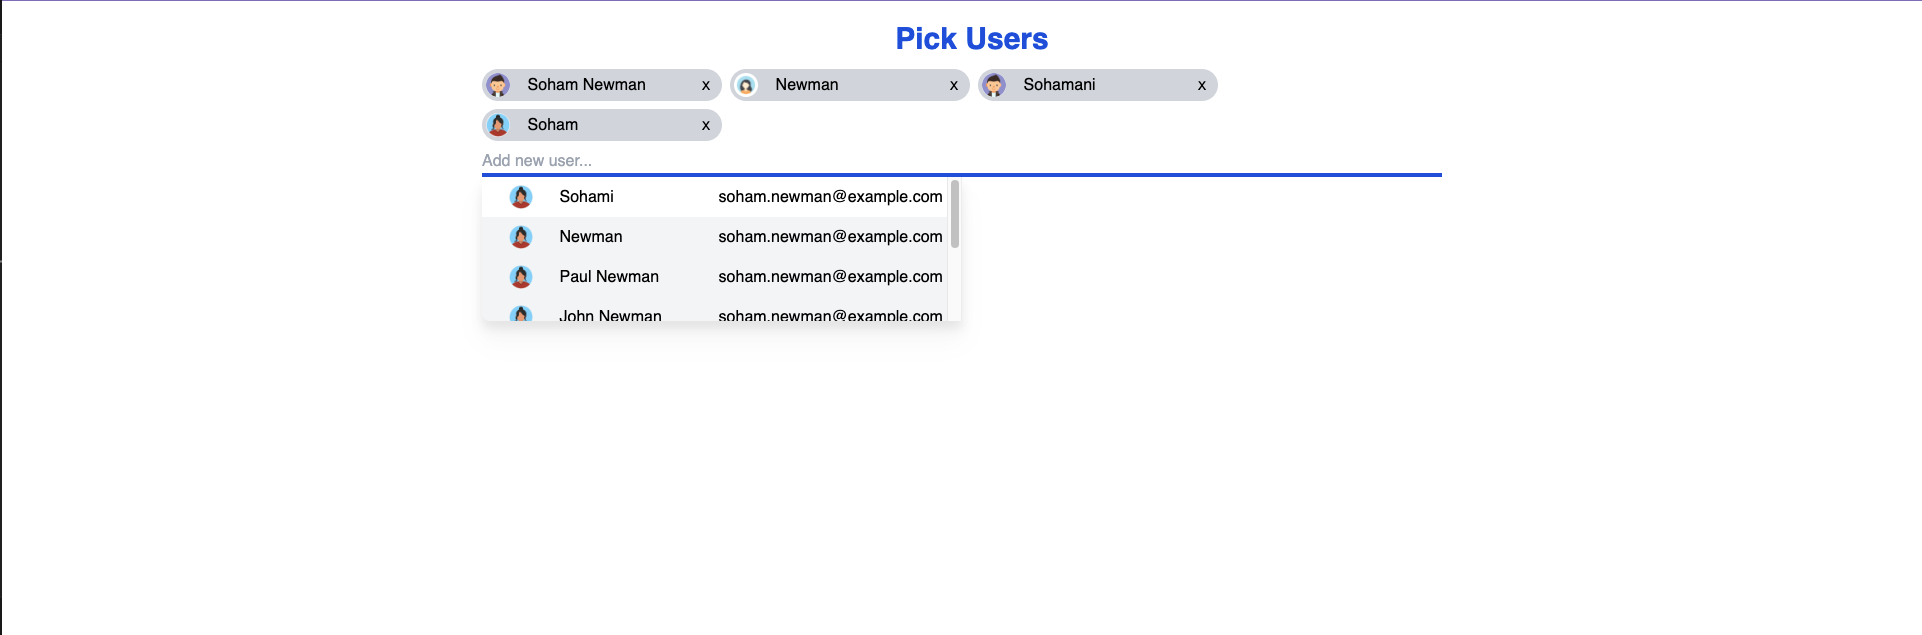 Pick Users
Soham Newman x Newman x Sohamani x
Soham x
Add new user...
Sohami soham.newman@example.com
Newman soham.newman@example.com
Paul Newman soham.newman@example.com
John Newman soham.newman@example.com